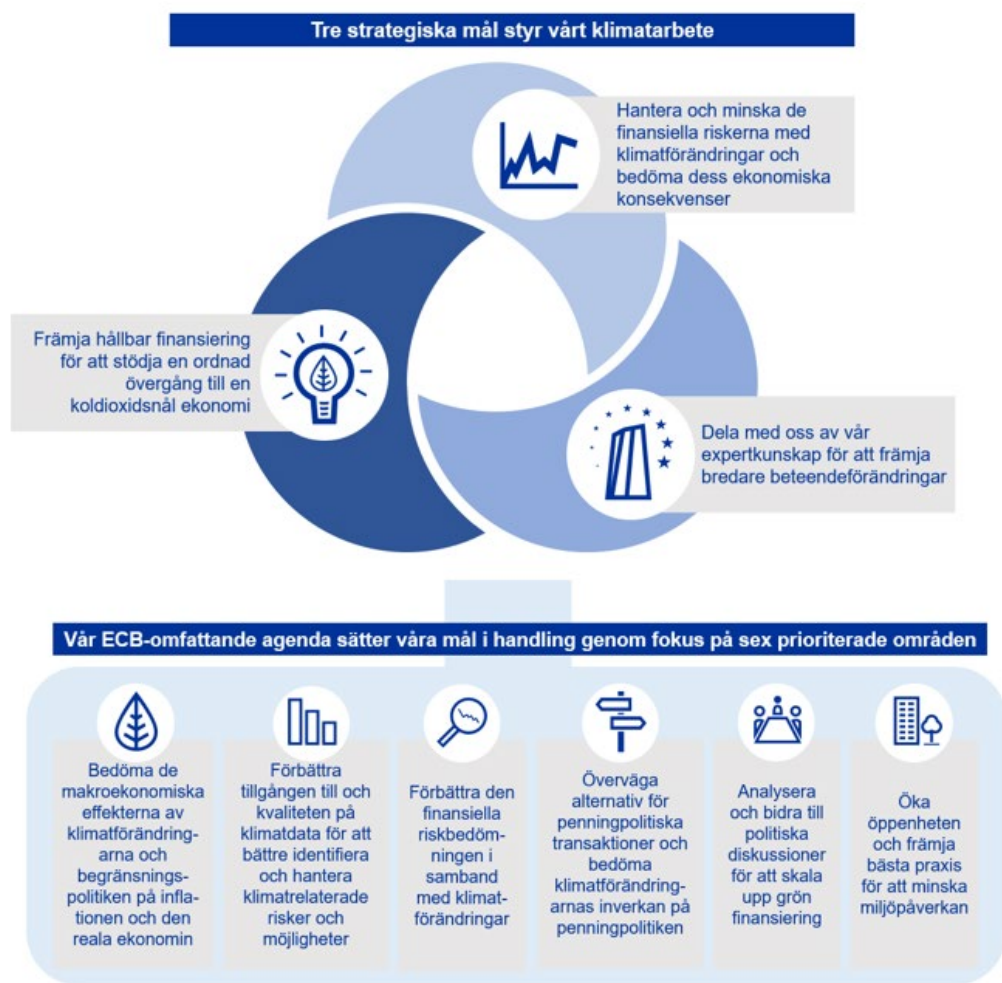 Tre strategiska mål styr vårt klimatarbete
Hantera och minska de
finansiella riskerna med
klimatförändringar och
bedöma dess ekonomiska
konsekvenser
Främja hållbar finansiering
för att stödja en ordnad
övergång till en
koldioxidsnål ekonomi
Dela med oss av vår
expertkunskap för att främja
bredare beteendeförändringar
Vår ECB-omfattande agenda sätter våra mål i handling genom fokus på sex prioriterade områden
Bedöma de
makroekonomiska
effekterna av
klimatförändring-
arna och
begränsnings-
politiken på infla-
tionen och den
reala ekonomin
Förbättra
tillgången till och
kvaliteten på
klimatdata för att
bättre identifiera
och hantera
klimatrelaterade
risker och
möjligheter
Förbättra den
finansiella
riskbedöm-
ningen i
samband
med klimat-
förändringar
Överväga
alternativ för
penningpolitiska
transaktioner och
bedöma
klimatförändring-
arnas inverkan på
penningpolitiken
Analysera
och bidra till
politiska
diskussioner
för att skala
upp grön
finansiering
Öka
öppenheten
och främja
bästa praxis
för att minska
miljöpåverkan